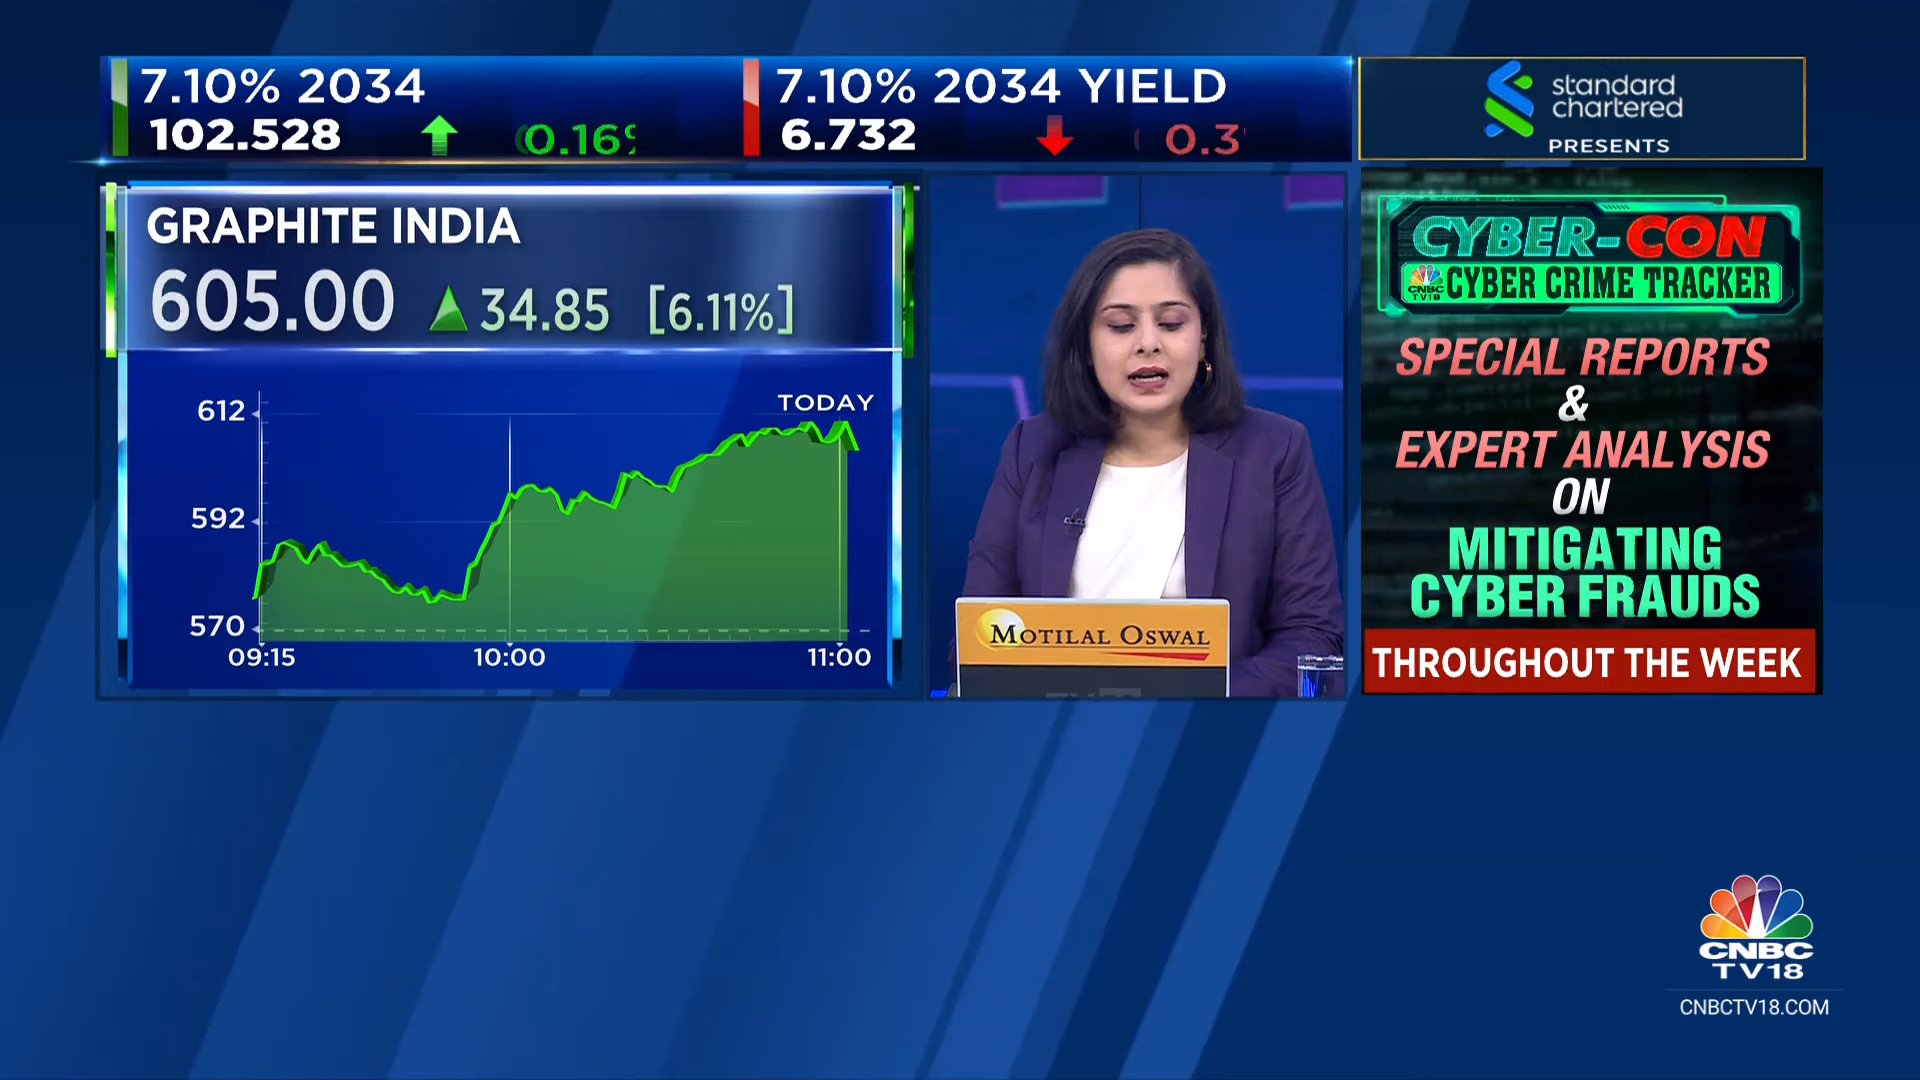 7.10% 2034
102.528
7.10% 2034 YIELD
6.732
standard
chartered
PRESENTS
GRAPHITE INDIA
605.00 34.85 [6.11%]
TODAY
612
592
570
09:15 10:00 11:00
MOTILAL OSWAL
CYBER-CON
CNBC TV18 CYBER CRIME TRACKER
SPECIAL REPORTS
&
EXPERT ANALYSIS
ON
MITIGATING
CYBER FRAUDS
THROUGHOUT THE WEEK
CNBC
TV18
CNBCTV18.COM